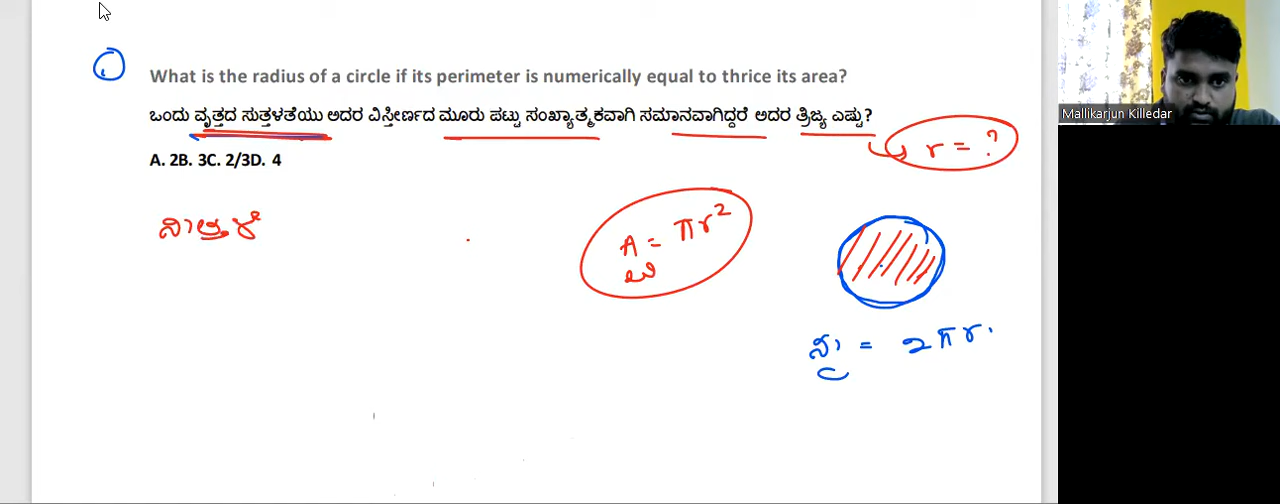 What is the radius of a circle if its perimeter is numerically equal to thrice its area?
ಒಂದು ವೃತ್ತದ ಸುತ್ತಳತೆಯು ಅದರ ವಿಸ್ತೀರ್ಣದ ಮೂರು ಪಟ್ಟು ಸಂಖ್ಯಾತ್ಮಕವಾಗಿ ಸಮಾನವಾಗಿದ್ದರೆ ಅದರ ತ್ರಿಜ್ಯ ಎಷ್ಟು?
r = ?
A. 2B. 3C. 2/3D. 4
A = πr²
= 2πr.
Mallikarjun Killedar